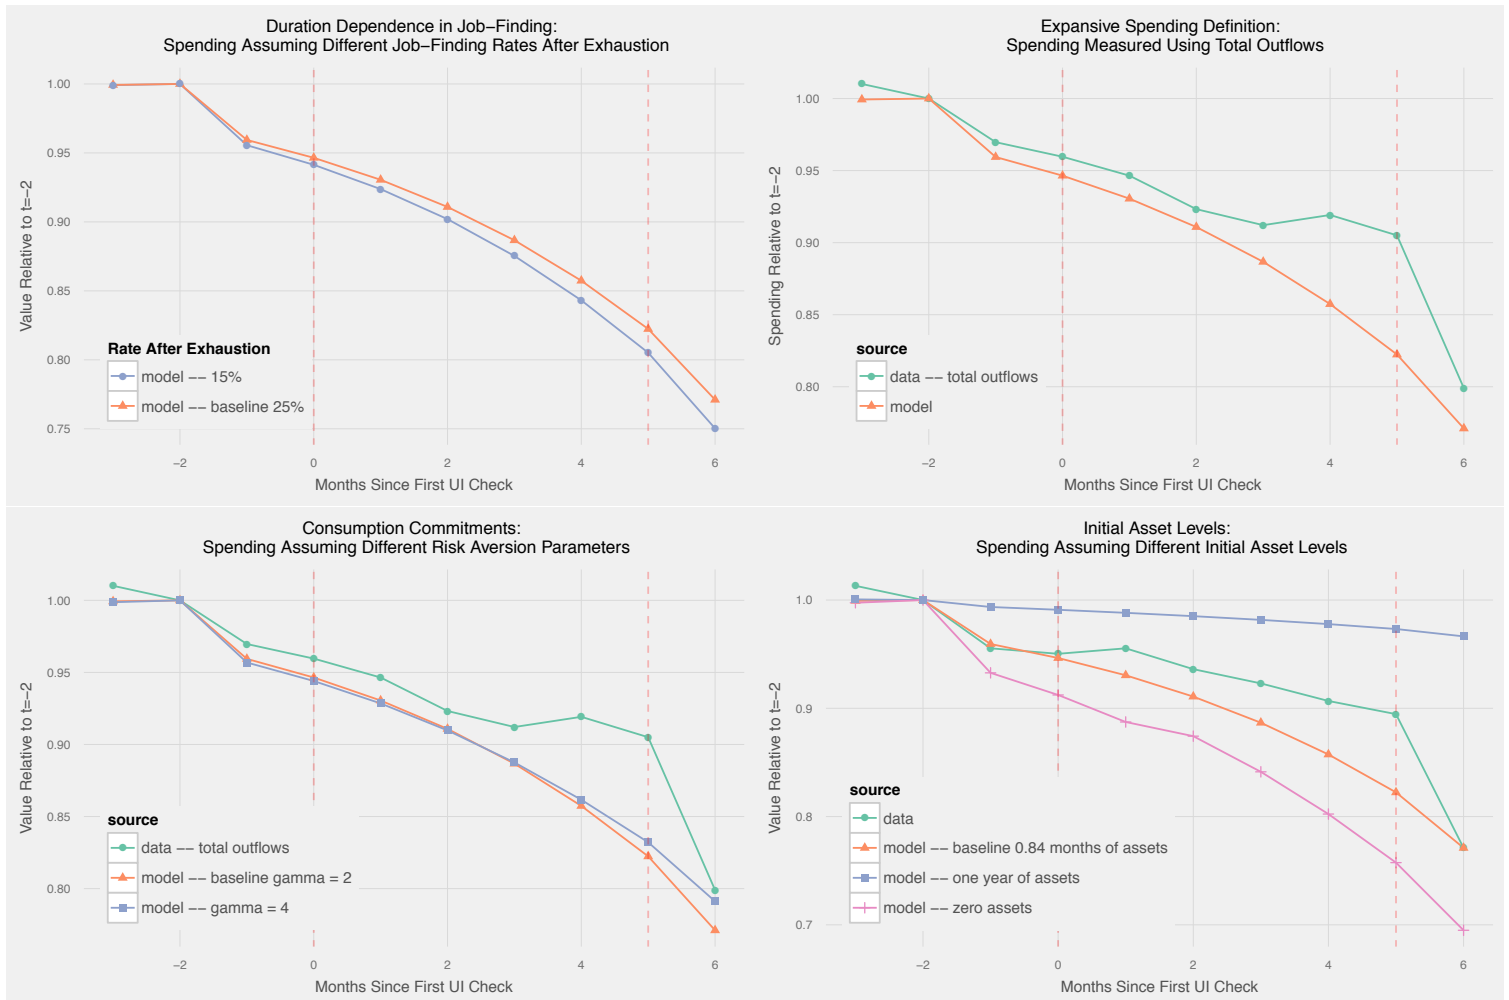 Duration Dependence in Job−Finding:
Spending Assuming Different Job−Finding Rates After Exhaustion
Value Relative to t=−2
1.00
0.95
0.90
0.85
0.80
0.75
Rate After Exhaustion
model −− 15%
model −− baseline 25%
−2
0
2
4
6
Months Since First UI Check
Expansive Spending Definition:
Spending Measured Using Total Outflows
Spending Relative to t=−2
1.00
0.95
0.90
0.85
0.80
source
data −− total outflows
model
−2
0
2
4
6
Months Since First UI Check
Consumption Commitments:
Spending Assuming Different Risk Aversion Parameters
Value Relative to t=−2
1.00
0.95
0.90
0.85
0.80
source
data −− total outflows
model −− baseline gamma = 2
model −− gamma = 4
−2
0
2
4
6
Months Since First UI Check
Initial Asset Levels:
Spending Assuming Different Initial Asset Levels
Value Relative to t=−2
1.0
0.9
0.8
0.7
source
data
model −− baseline 0.84 months of assets
model −− one year of assets
model −− zero assets
−2
0
2
4
6
Months Since First UI Check